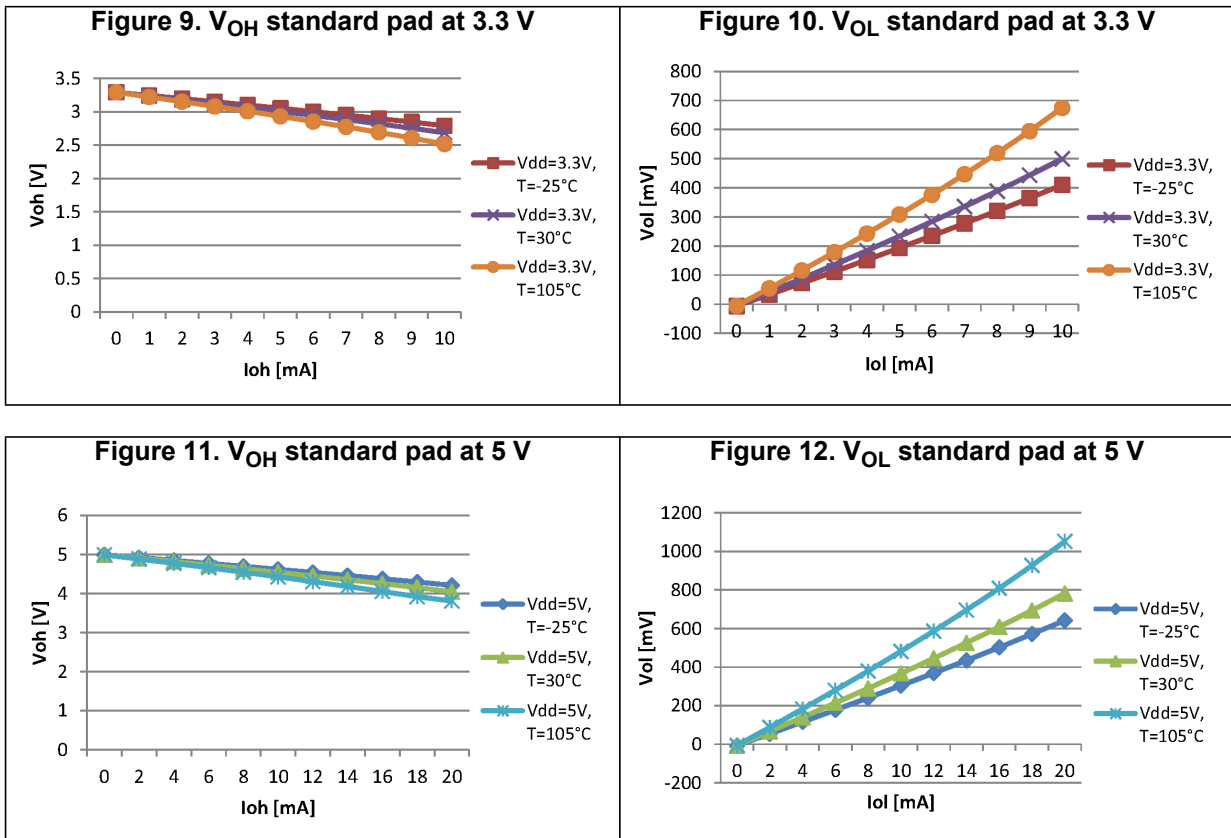 Figure 9. VOH standard pad at 3.3 V
3.5
3
2.5
2
1.5
1
0.5
0
Voh [V]
0 1 2 3 4 5 6 7 8 9 10
Ioh [mA]
Vdd=3.3V,
T=-25°C
Vdd=3.3V,
T=30°C
Vdd=3.3V,
T=105°C
Figure 10. VOL standard pad at 3.3 V
800
700
600
500
400
300
200
100
0
-100
Vol [mV]
0 1 2 3 4 5 6 7 8 9 10
Iol [mA]
Vdd=3.3V,
T=-25°C
Vdd=3.3V,
T=30°C
Vdd=3.3V,
T=105°C
Figure 11. VOH standard pad at 5 V
6
5
4
3
2
1
0
Voh [V]
0 2 4 6 8 10 12 14 16 18 20
Ioh [mA]
Vdd=5V,
T=-25°C
Vdd=5V,
T=30°C
Vdd=5V,
T=105°C
Figure 12. VOL standard pad at 5 V
1200
1000
800
600
400
200
0
-200
Vol [mV]
0 2 4 6 8 10 12 14 16 18 20
Iol [mA]
Vdd=5V,
T=-25°C
Vdd=5V,
T=30°C
Vdd=5V,
T=105°C